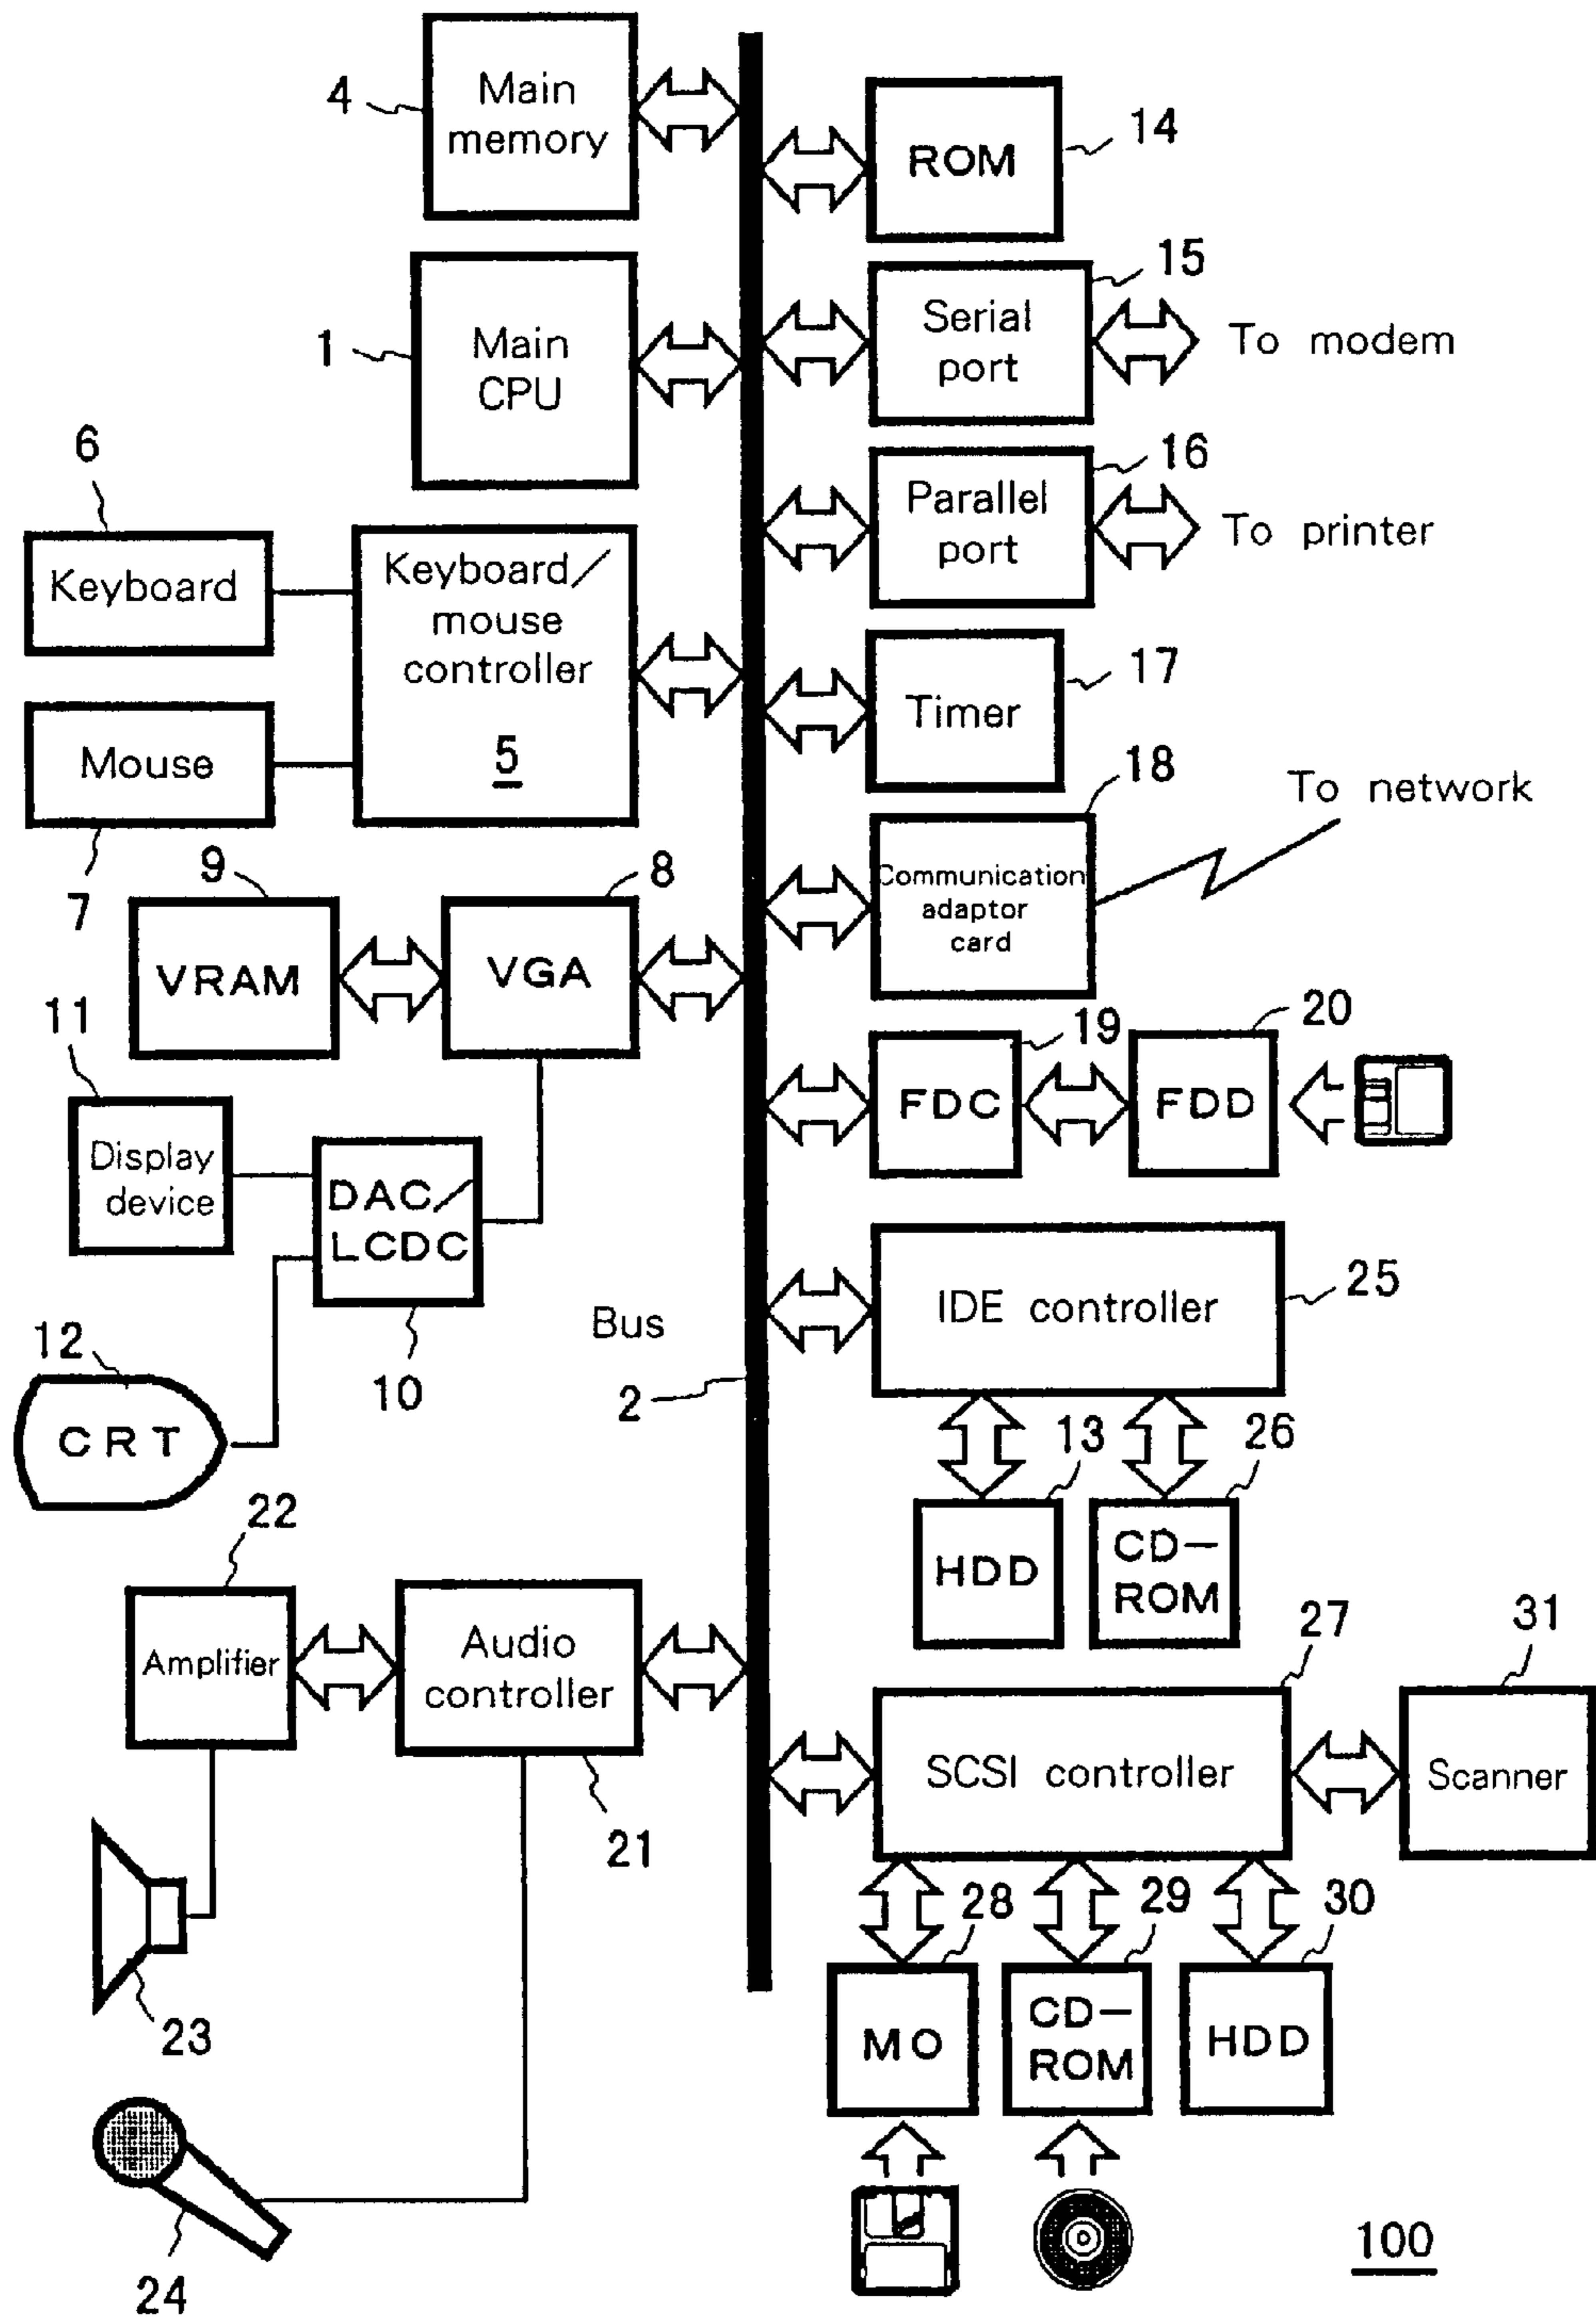 4
Main
memory
14
ROM
15
Serial
port
To modem
1
Main
CPU
16
Parallel
port
To printer
6
Keyboard
Keyboard/
mouse
controller
5
Mouse
7
17
Timer
18
To network
Communication
adaptor
card
9
VRAM
8
VGA
11
Display
device
DAC/
LCDC
10
12
CRT
19
FDC
20
FDD
Bus
2
25
IDE controller
13
HDD
26
CD-
ROM
22
Amplifier
Audio
controller
21
23
24
27
SCSI controller
31
Scanner
28
MO
29
CD-
ROM
30
HDD
100